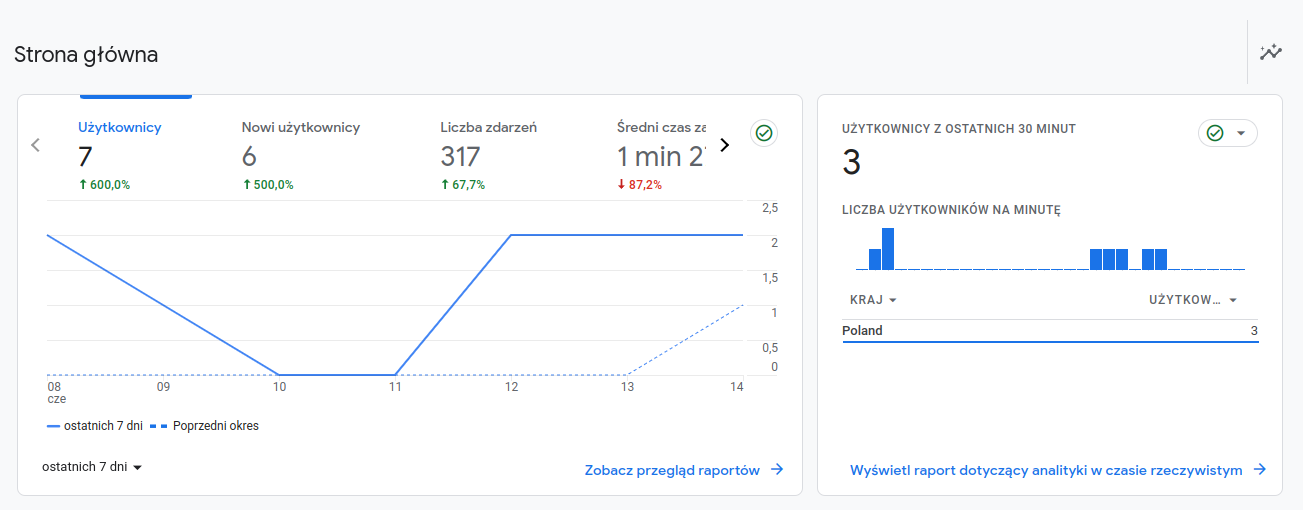 Strona główna
Użytkownicy
7
600,0%
Nowi użytkownicy
6
500,0%
Liczba zdarzeń
317
67,7%
Średni czas
1 min
87,2%
2,5
2
1,5
1
0,5
0
08 09 10 11 12 13 14
cze
ostatnich 7 dni Poprzedni okres
ostatnich 7 dni
Zobacz przegląd raportów
UŻYTKOWNICY Z OSTATNICH 30 MINUT
3
LICZBA UŻYTKOWNIKÓW NA MINUTĘ
KRAJ UŻYTKOW...
Poland 3
Wyświetl raport dotyczący analityki w czasie rzeczywistym